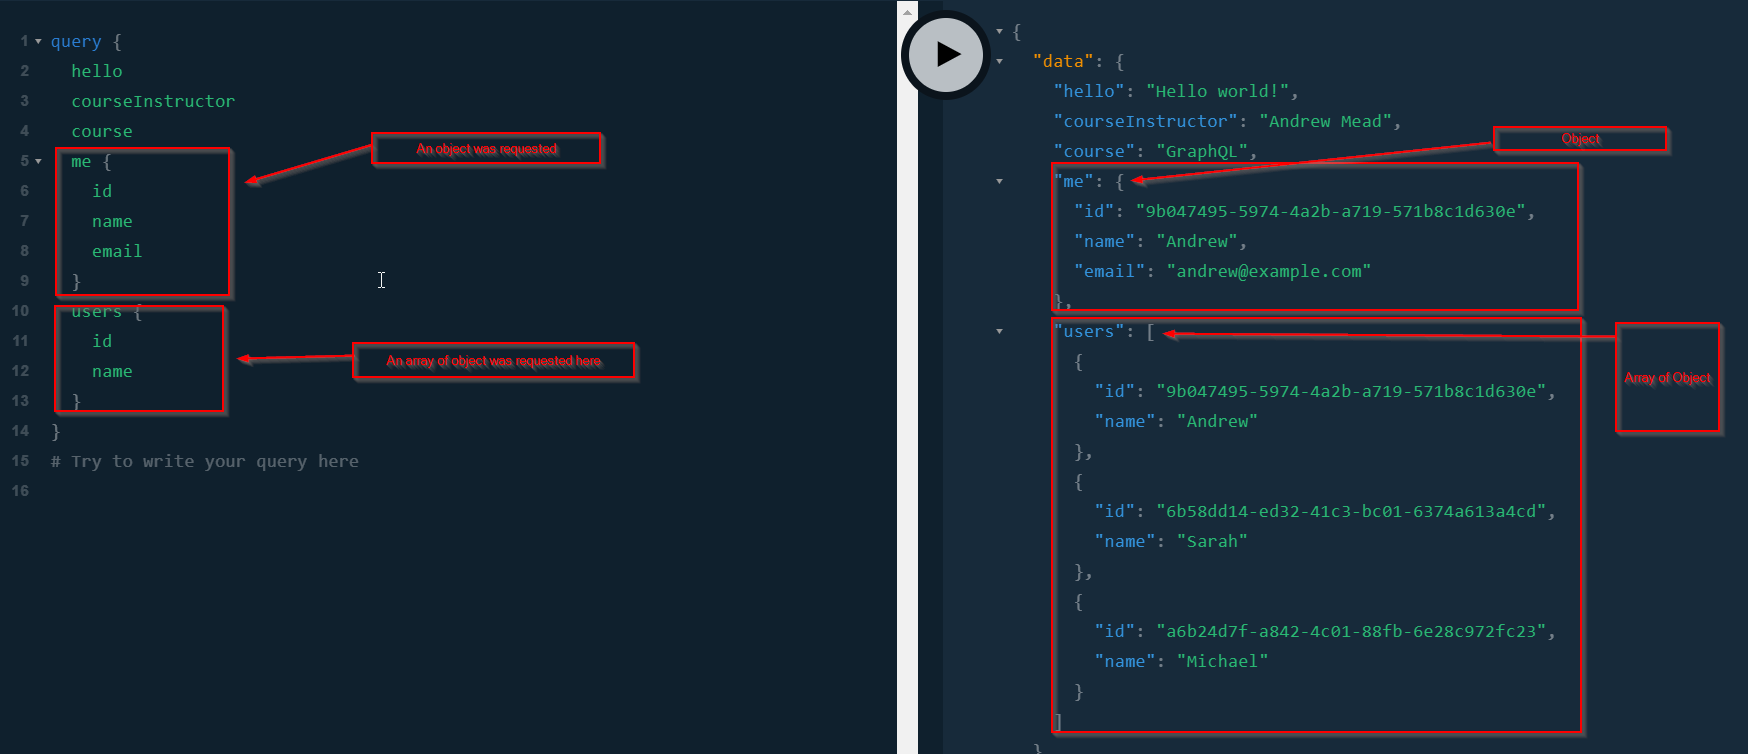 1 query {
2 hello
3 courseInstructor
4 course
5 me {
6 id
7 name
8 email
9 }
10 users {
11 id
12 name
13 }
14 }
15 # Try to write your query here
16
An object was requested
An array of object was requested here
{
"data": {
"hello": "Hello world!",
"courseInstructor": "Andrew Mead",
"course": "GraphQL",
"me": {
"id": "9b047495-5974-4a2b-a719-571b8c1d630e",
"name": "Andrew",
"email": "andrew@example.com"
},
"users": [
{
"id": "9b047495-5974-4a2b-a719-571b8c1d630e",
"name": "Andrew"
},
{
"id": "6b58dd14-ed32-41c3-bc01-6374a613a4cd",
"name": "Sarah"
},
{
"id": "a6b24d7f-a842-4c01-88fb-6e28c972fc23",
"name": "Michael"
}
]
}
Object
Array of Object